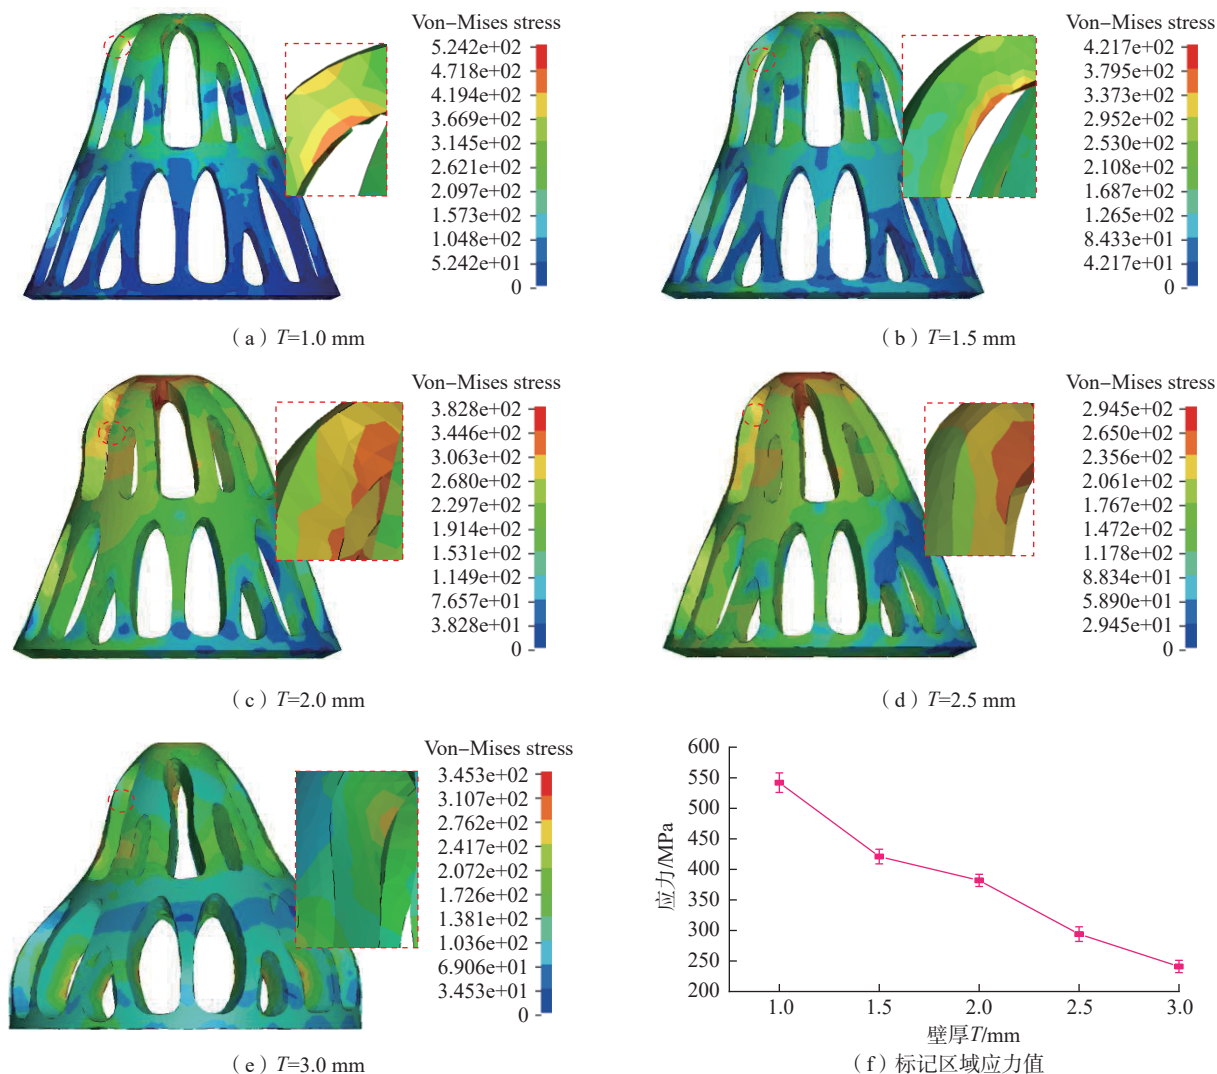 Von-Mises stress
5.242e+02
4.718e+02
4.194e+02
3.669e+02
3.145e+02
2.621e+02
2.097e+02
1.573e+02
1.048e+02
5.242e+01
0
(a) T=1.0 mm
Von-Mises stress
4.217e+02
3.795e+02
3.373e+02
2.952e+02
2.530e+02
2.108e+02
1.687e+02
1.265e+02
8.433e+01
4.217e+01
0
(b) T=1.5 mm
Von-Mises stress
3.828e+02
3.446e+02
3.063e+02
2.680e+02
2.297e+02
1.914e+02
1.531e+02
1.149e+02
7.657e+01
3.828e+01
0
(c) T=2.0 mm
Von-Mises stress
2.945e+02
2.650e+02
2.356e+02
2.061e+02
1.767e+02
1.472e+02
1.178e+02
8.834e+01
5.890e+01
2.945e+01
0
(d) T=2.5 mm
Von-Mises stress
3.453e+02
3.107e+02
2.762e+02
2.417e+02
2.072e+02
1.726e+02
1.381e+02
1.036e+02
6.906e+01
3.453e+01
0
(e) T=3.0 mm
600
550
500
450
400
350
300
250
200
应力/MPa
1.0 1.5 2.0 2.5 3.0
壁厚T/mm
(f) 标记区域应力值